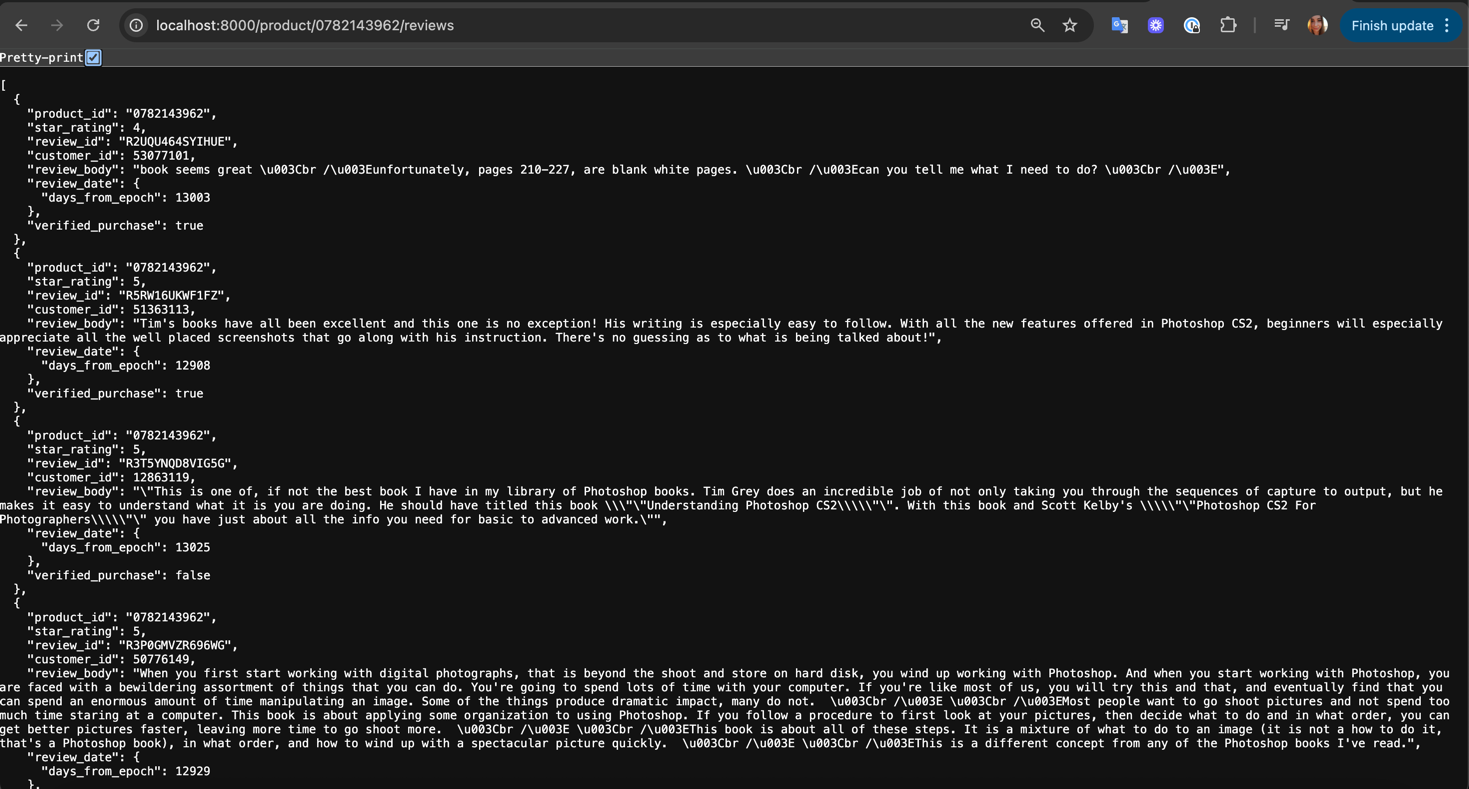 localhost:8000/product/0782143962/reviews
Finish update
Pretty-print
[
  {
    "product_id": "0782143962",
    "star_rating": 4,
    "review_id": "R2UQU464SYIHUE",
    "customer_id": 53077101,
    "review_body": "book seems great \u003Cbr /\u003Eunfortunately, pages 210-227, are blank white pages. \u003Cbr /\u003Ecan you tell me what I need to do? \u003Cbr /\u003E",
    "review_date": {
      "days_from_epoch": 13003
    },
    "verified_purchase": true
  },
  {
    "product_id": "0782143962",
    "star_rating": 5,
    "review_id": "R5RW16UKWF1FZ",
    "customer_id": 51363113,
    "review_body": "Tim's books have all been excellent and this one is no exception! His writing is especially easy to follow. With all the new features offered in Photoshop CS2, beginners will especially
appreciate all the well placed screenshots that go along with his instruction. There's no guessing as to what is being talked about!",
    "review_date": {
      "days_from_epoch": 12908
    },
    "verified_purchase": true
  },
  {
    "product_id": "0782143962",
    "star_rating": 5,
    "review_id": "R3T5YNQD8VIG5G",
    "customer_id": 12863119,
    "review_body": "\"This is one of, if not the best book I have in my library of Photoshop books. Tim Grey does an incredible job of not only taking you through the sequences of capture to output, but he
makes it easy to understand what it is you are doing. He should have titled this book \\\"\"Understanding Photoshop CS2\\\\\"\". With this book and Scott Kelby's \\\\\"\"Photoshop CS2 For
Photographers\\\\\"\" you have just about all the info you need for basic to advanced work.\"",
    "review_date": {
      "days_from_epoch": 13025
    },
    "verified_purchase": false
  },
  {
    "product_id": "0782143962",
    "star_rating": 5,
    "review_id": "R3P0GMVZR696WG",
    "customer_id": 50776149,
    "review_body": "When you first start working with digital photographs, that is beyond the shoot and store on hard disk, you wind up working with Photoshop. And when you start working with Photoshop, you
are faced with a bewildering assortment of things that you can do. You're going to spend lots of time with your computer. If you're like most of us, you will try this and that, and eventually find that you
can spend an enormous amount of time manipulating an image. Some of the things produce dramatic impact, many do not.  \u003Cbr /\u003E \u003Cbr /\u003EMost people want to go shoot pictures and not spend too
much time staring at a computer. This book is about applying some organization to using Photoshop. If you follow a procedure to first look at your pictures, then decide what to do and in what order, you can
get better pictures faster, leaving more time to go shoot more.  \u003Cbr /\u003E \u003Cbr /\u003EThis book is about all of these steps. It is a mixture of what to do to an image (it is not a how to do it,
that's a Photoshop book), in what order, and how to wind up with a spectacular picture quickly.  \u003Cbr /\u003E \u003Cbr /\u003EThis is a different concept from any of the Photoshop books I've read.",
    "review_date": {
      "days_from_epoch": 12929
    },